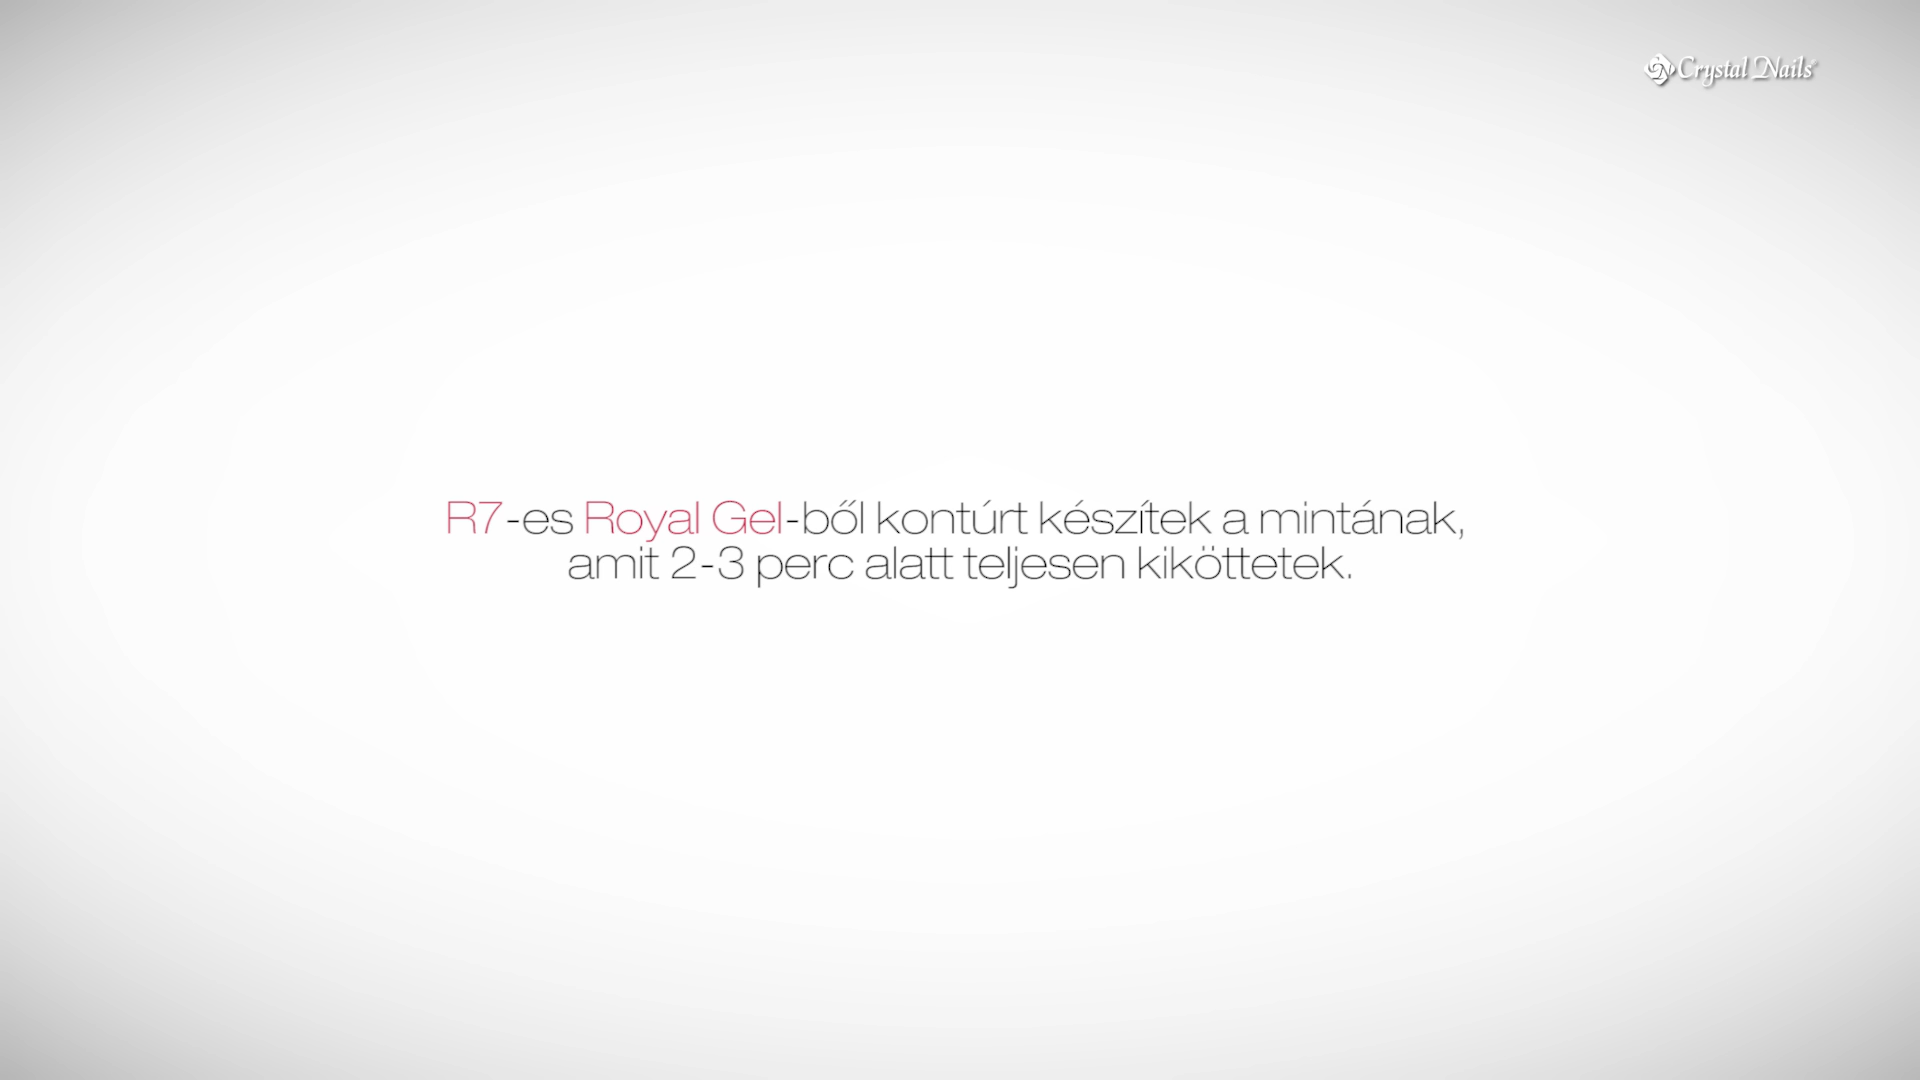 Crystal Nails
R7-es Royal Gel-ből kontúrt készítek a mintának,
amit 2-3 perc alatt teljesen kiköttetek.